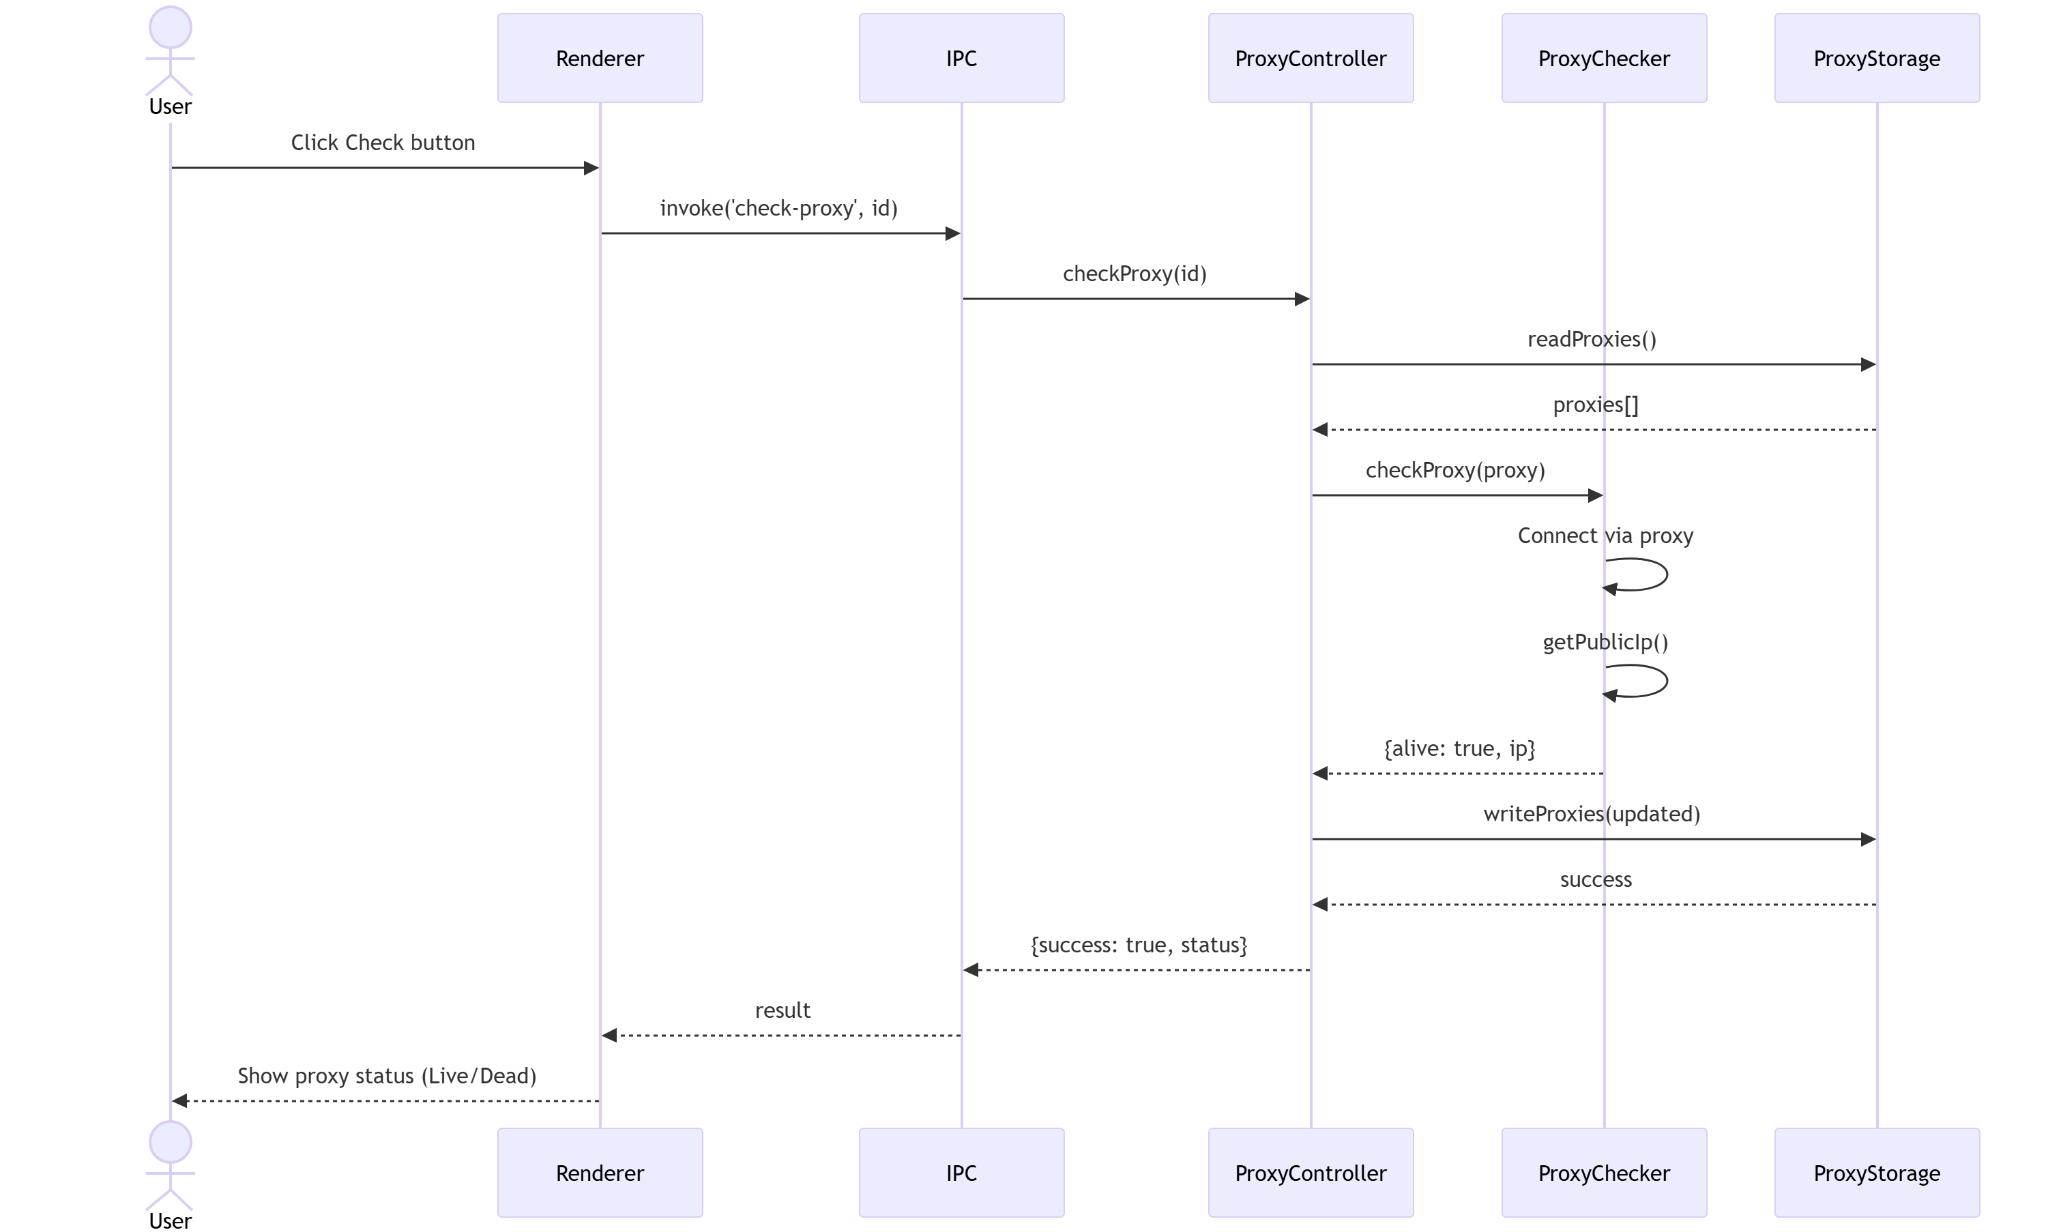 User
Renderer
IPC
ProxyController
ProxyChecker
ProxyStorage
Click Check button
invoke('check-proxy', id)
checkProxy(id)
readProxies()
proxies[]
checkProxy(proxy)
Connect via proxy
getPublicIp()
{alive: true, ip}
writeProxies(updated)
success
{success: true, status}
result
Show proxy status (Live/Dead)
User
Renderer
IPC
ProxyController
ProxyChecker
ProxyStorage